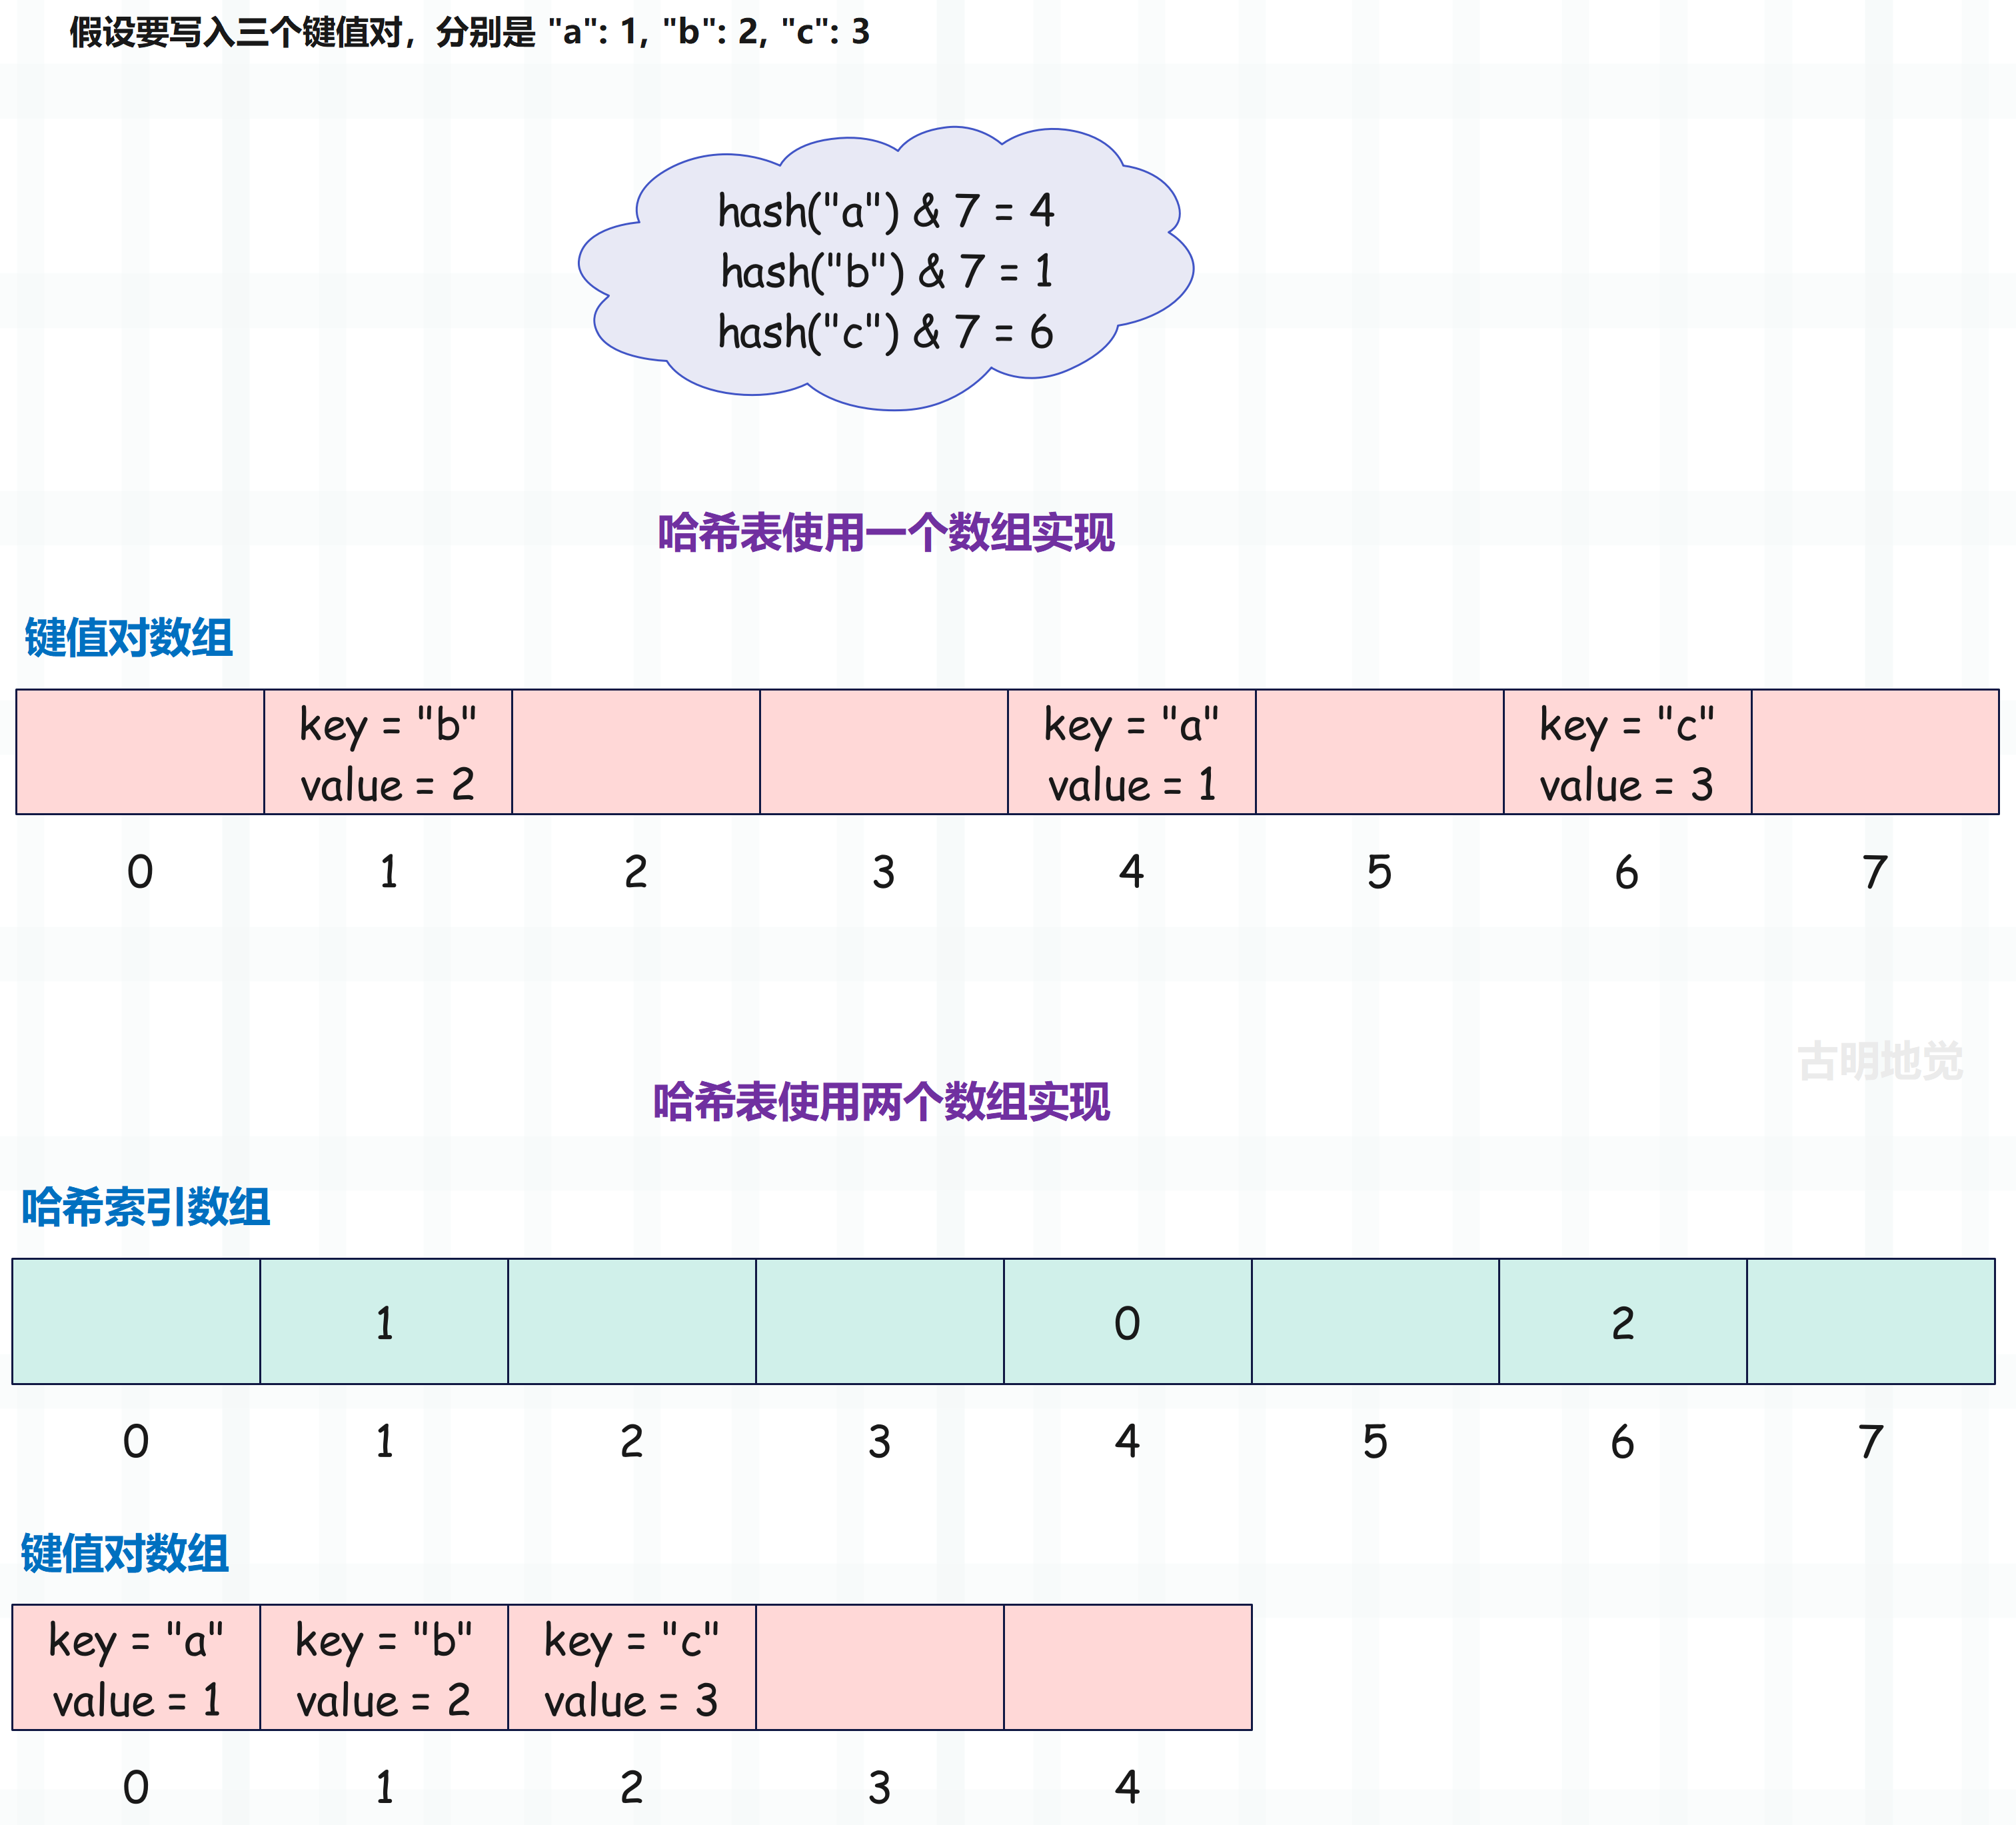 假设要写入三个键值对，分别是 "a": 1, "b": 2, "c": 3
hash("a") & 7 = 4
hash("b") & 7 = 1
hash("c") & 7 = 6
哈希表使用一个数组实现
键值对数组
key = "b" key = "a" key = "c"
value = 2 value = 1 value = 3
0 1 2 3 4 5 6 7
古明地觉
哈希表使用两个数组实现
哈希索引数组
1 0 2
0 1 2 3 4 5 6 7
键值对数组
key = "a" key = "b" key = "c"
value = 1 value = 2 value = 3
0 1 2 3 4